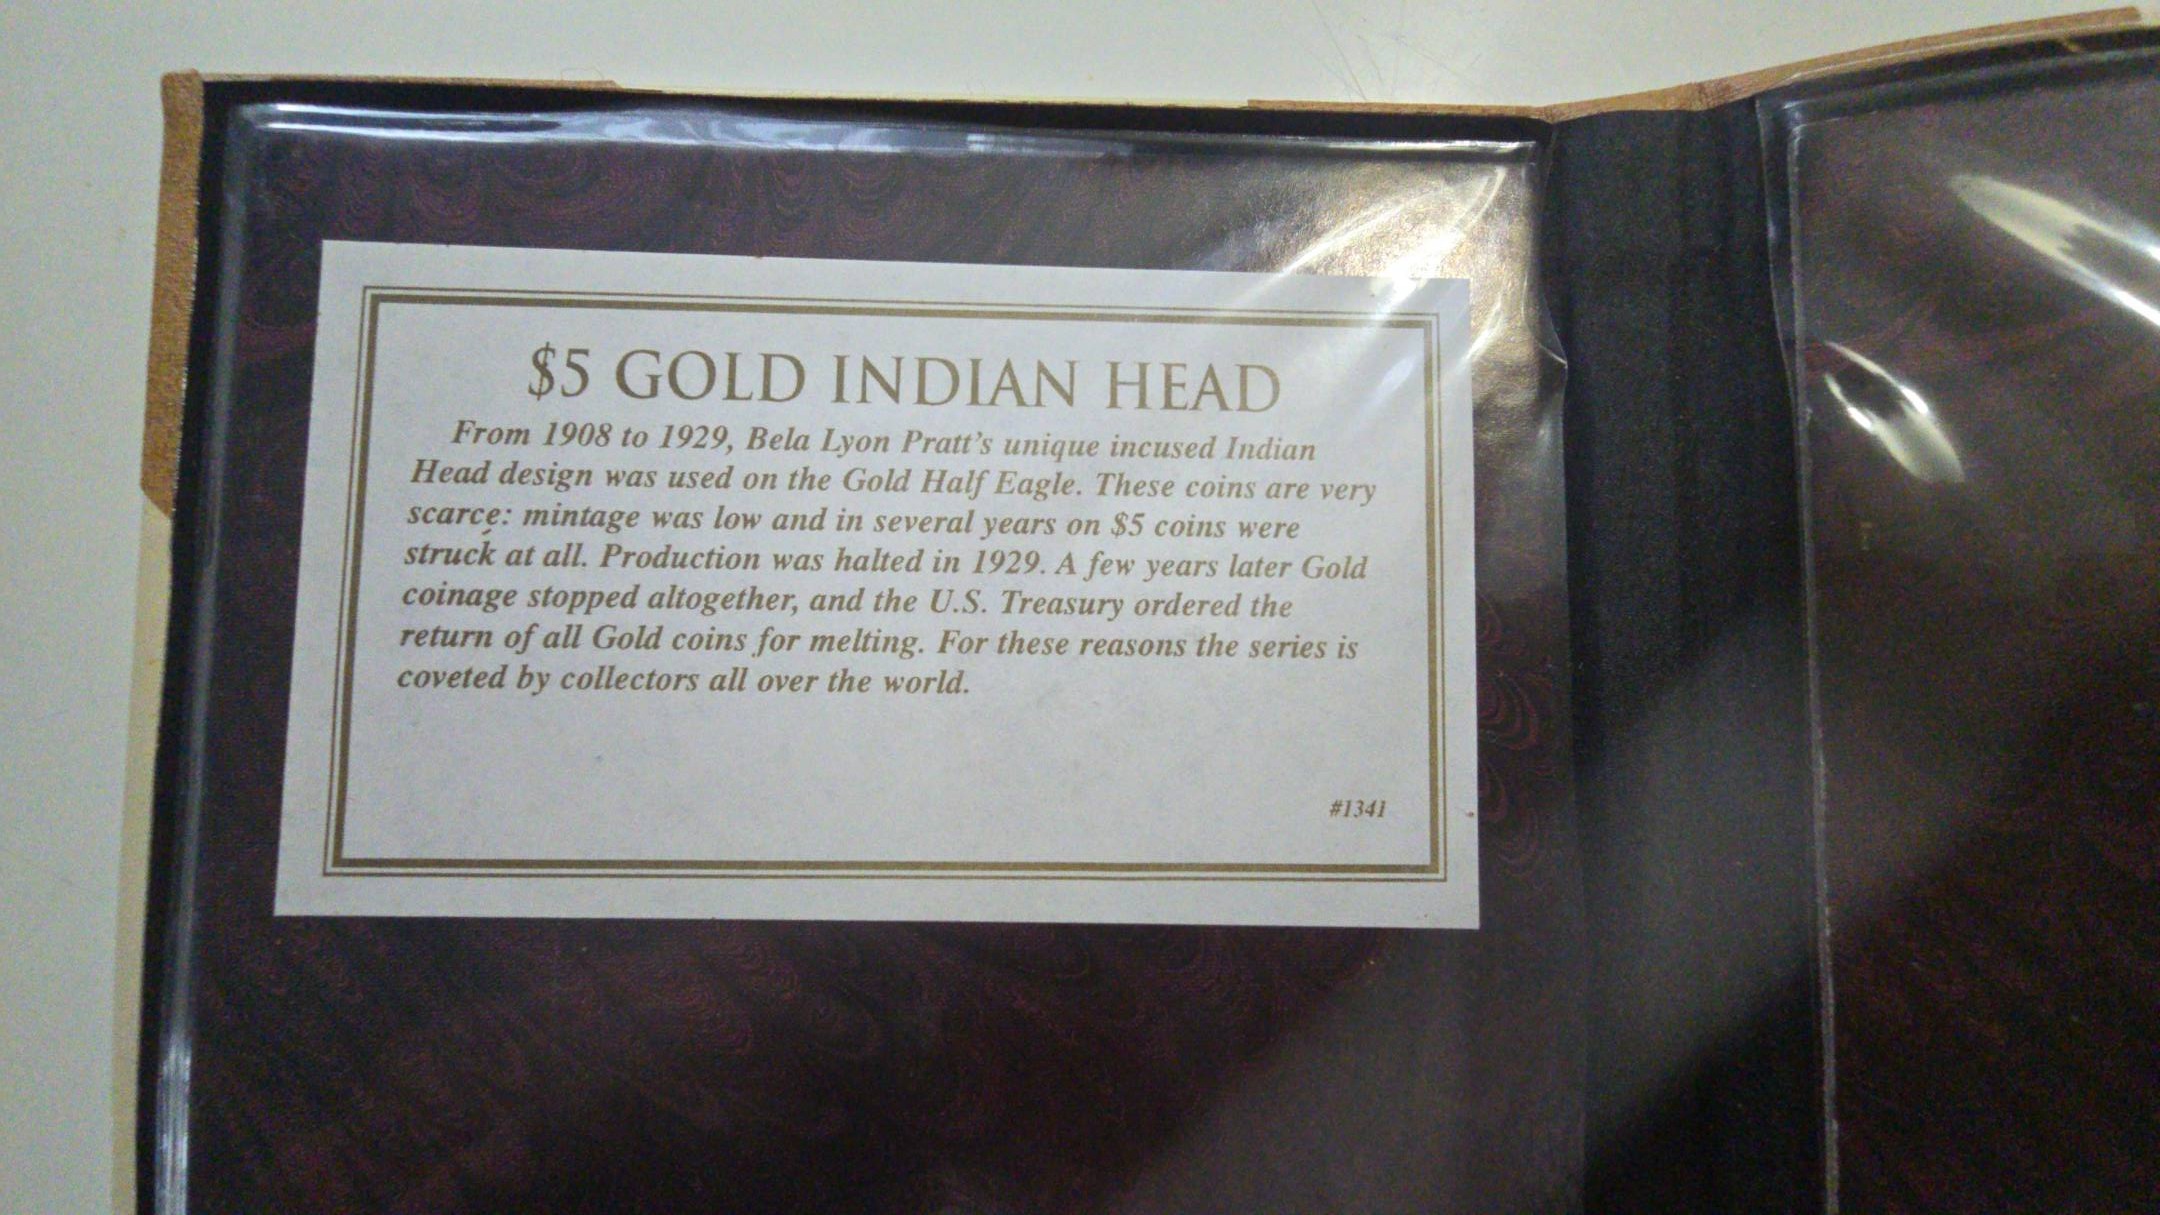 $5 GOLD INDIAN HEAD
From 1908 to 1929, Bela Lyon Pratt's unique incused Indian
Head design was used on the Gold Half Eagle. These coins are very
scarce: mintage was low and in several years on $5 coins were
struck at all. Production was halted in 1929. A few years later Gold
coinage stopped altogether, and the U.S. Treasury ordered the
return of all Gold coins for melting. For these reasons the series is
coveted by collectors all over the world.
#1341